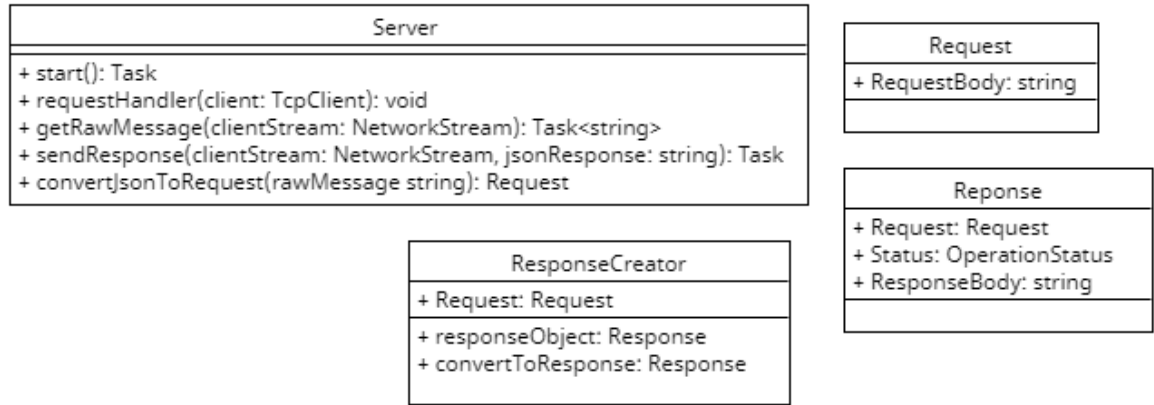 Server
+ start(): Task
+ requestHandler(client: TcpClient): void
+ getRawMessage(clientStream: NetworkStream): Task<string>
+ sendResponse(clientStream: NetworkStream, jsonResponse: string): Task
+ convertJsonToRequest(rawMessage string): Request
Request
+ RequestBody: string
Reponse
+ Request: Request
+ Status: OperationStatus
+ ResponseBody: string
ResponseCreator
+ Request: Request
+ responseObject: Response
+ convertToResponse: Response